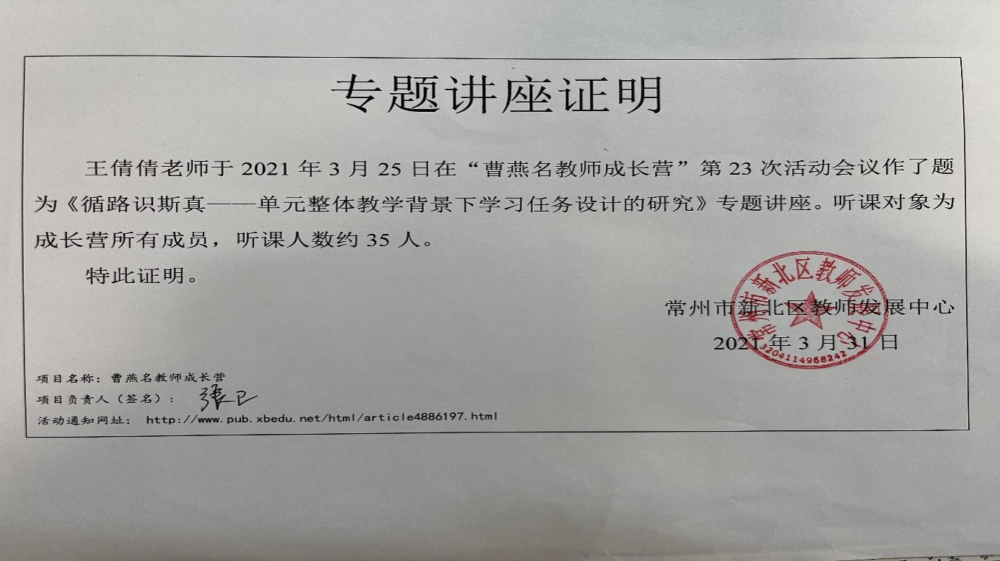 专题讲座证明
王倩倩老师于 2021 年 3 月 25 日在“曹燕名教师成长营”第 23 次活动会议作了题
为《循路识斯真——单元整体教学背景下学习任务设计的研究》专题讲座。听课对象为
成长营所有成员，听课人数约 35 人。
特此证明。
常州市新北区教师发展中心
常州市新北区教师发展中心
2021 年 3 月 31 日
3204114968242
项目名称：曹燕名教师成长营
项目负责人（签名）：
活动通知网址： http://www.pub.xbedu.net/html/article4886197.html